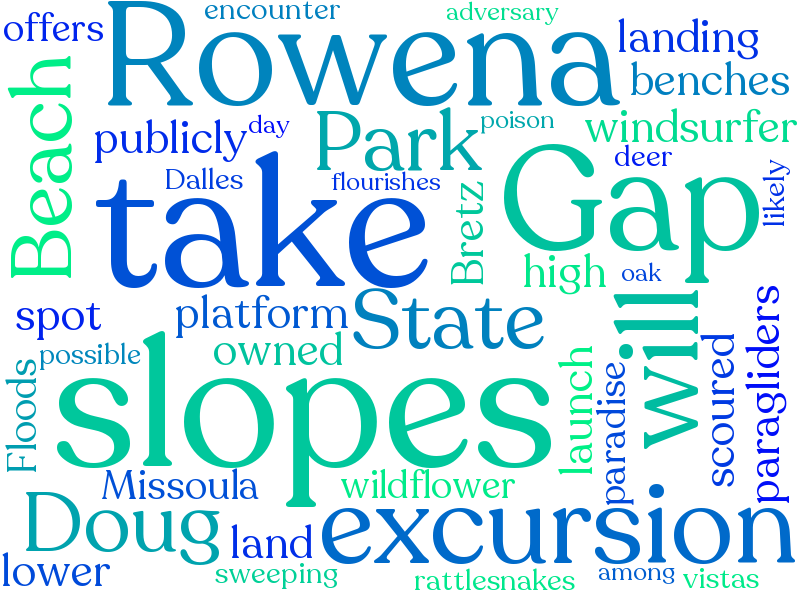 encounter
adversary
offers
Rowena
landing
benches
Beach
publicly
day
Park
poison
windsurfer
Dalles
flourishes
deer
likely
take
Bretz
Gap
high
oak
spot
platform
State
will
possible
owned
Floods
slopes
launch
paradise
scoured
paragliders
Missoula
wildflower
Doug
land
excursion
lower
sweeping
rattlesnakes
among
vistas